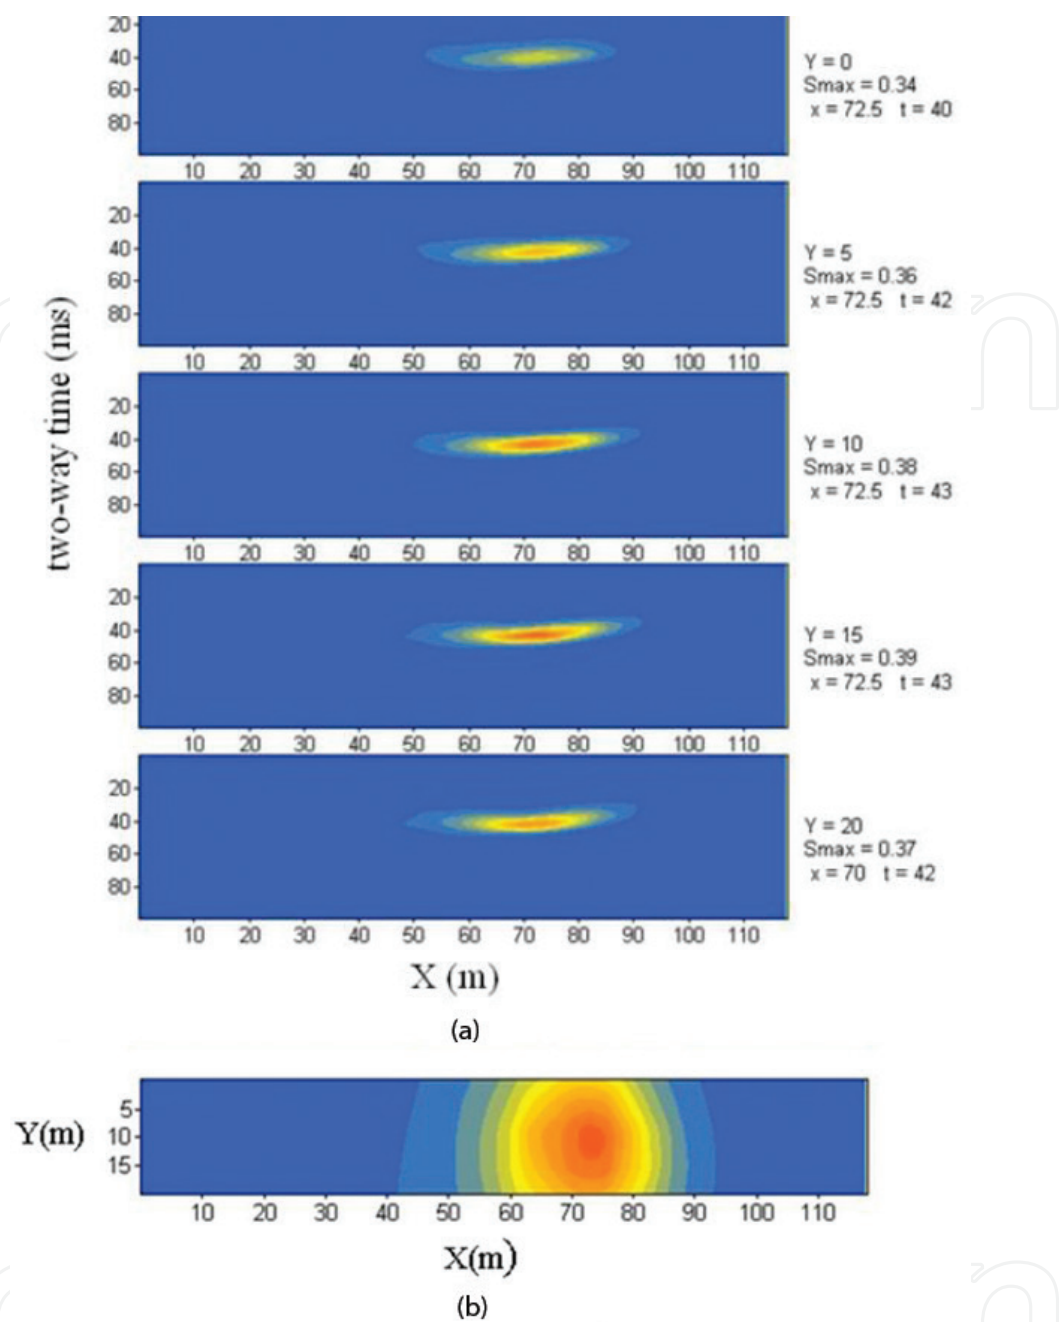 20
40
60
80
10 20 30 40 50 60 70 80 90 100 110
Y = 0
Smax = 0.34
x = 72.5 t = 40
20
40
60
80
10 20 30 40 50 60 70 80 90 100 110
Y = 5
Smax = 0.36
x = 72.5 t = 42
two-way time (ms)
20
40
60
80
10 20 30 40 50 60 70 80 90 100 110
Y = 10
Smax = 0.38
x = 72.5 t = 43
20
40
60
80
10 20 30 40 50 60 70 80 90 100 110
Y = 15
Smax = 0.39
x = 72.5 t = 43
20
40
60
80
10 20 30 40 50 60 70 80 90 100 110
Y = 20
Smax = 0.37
x = 70 t = 42
X (m)
(a)
Y(m)
5
10
15
10 20 30 40 50 60 70 80 90 100 110
X(m)
(b)